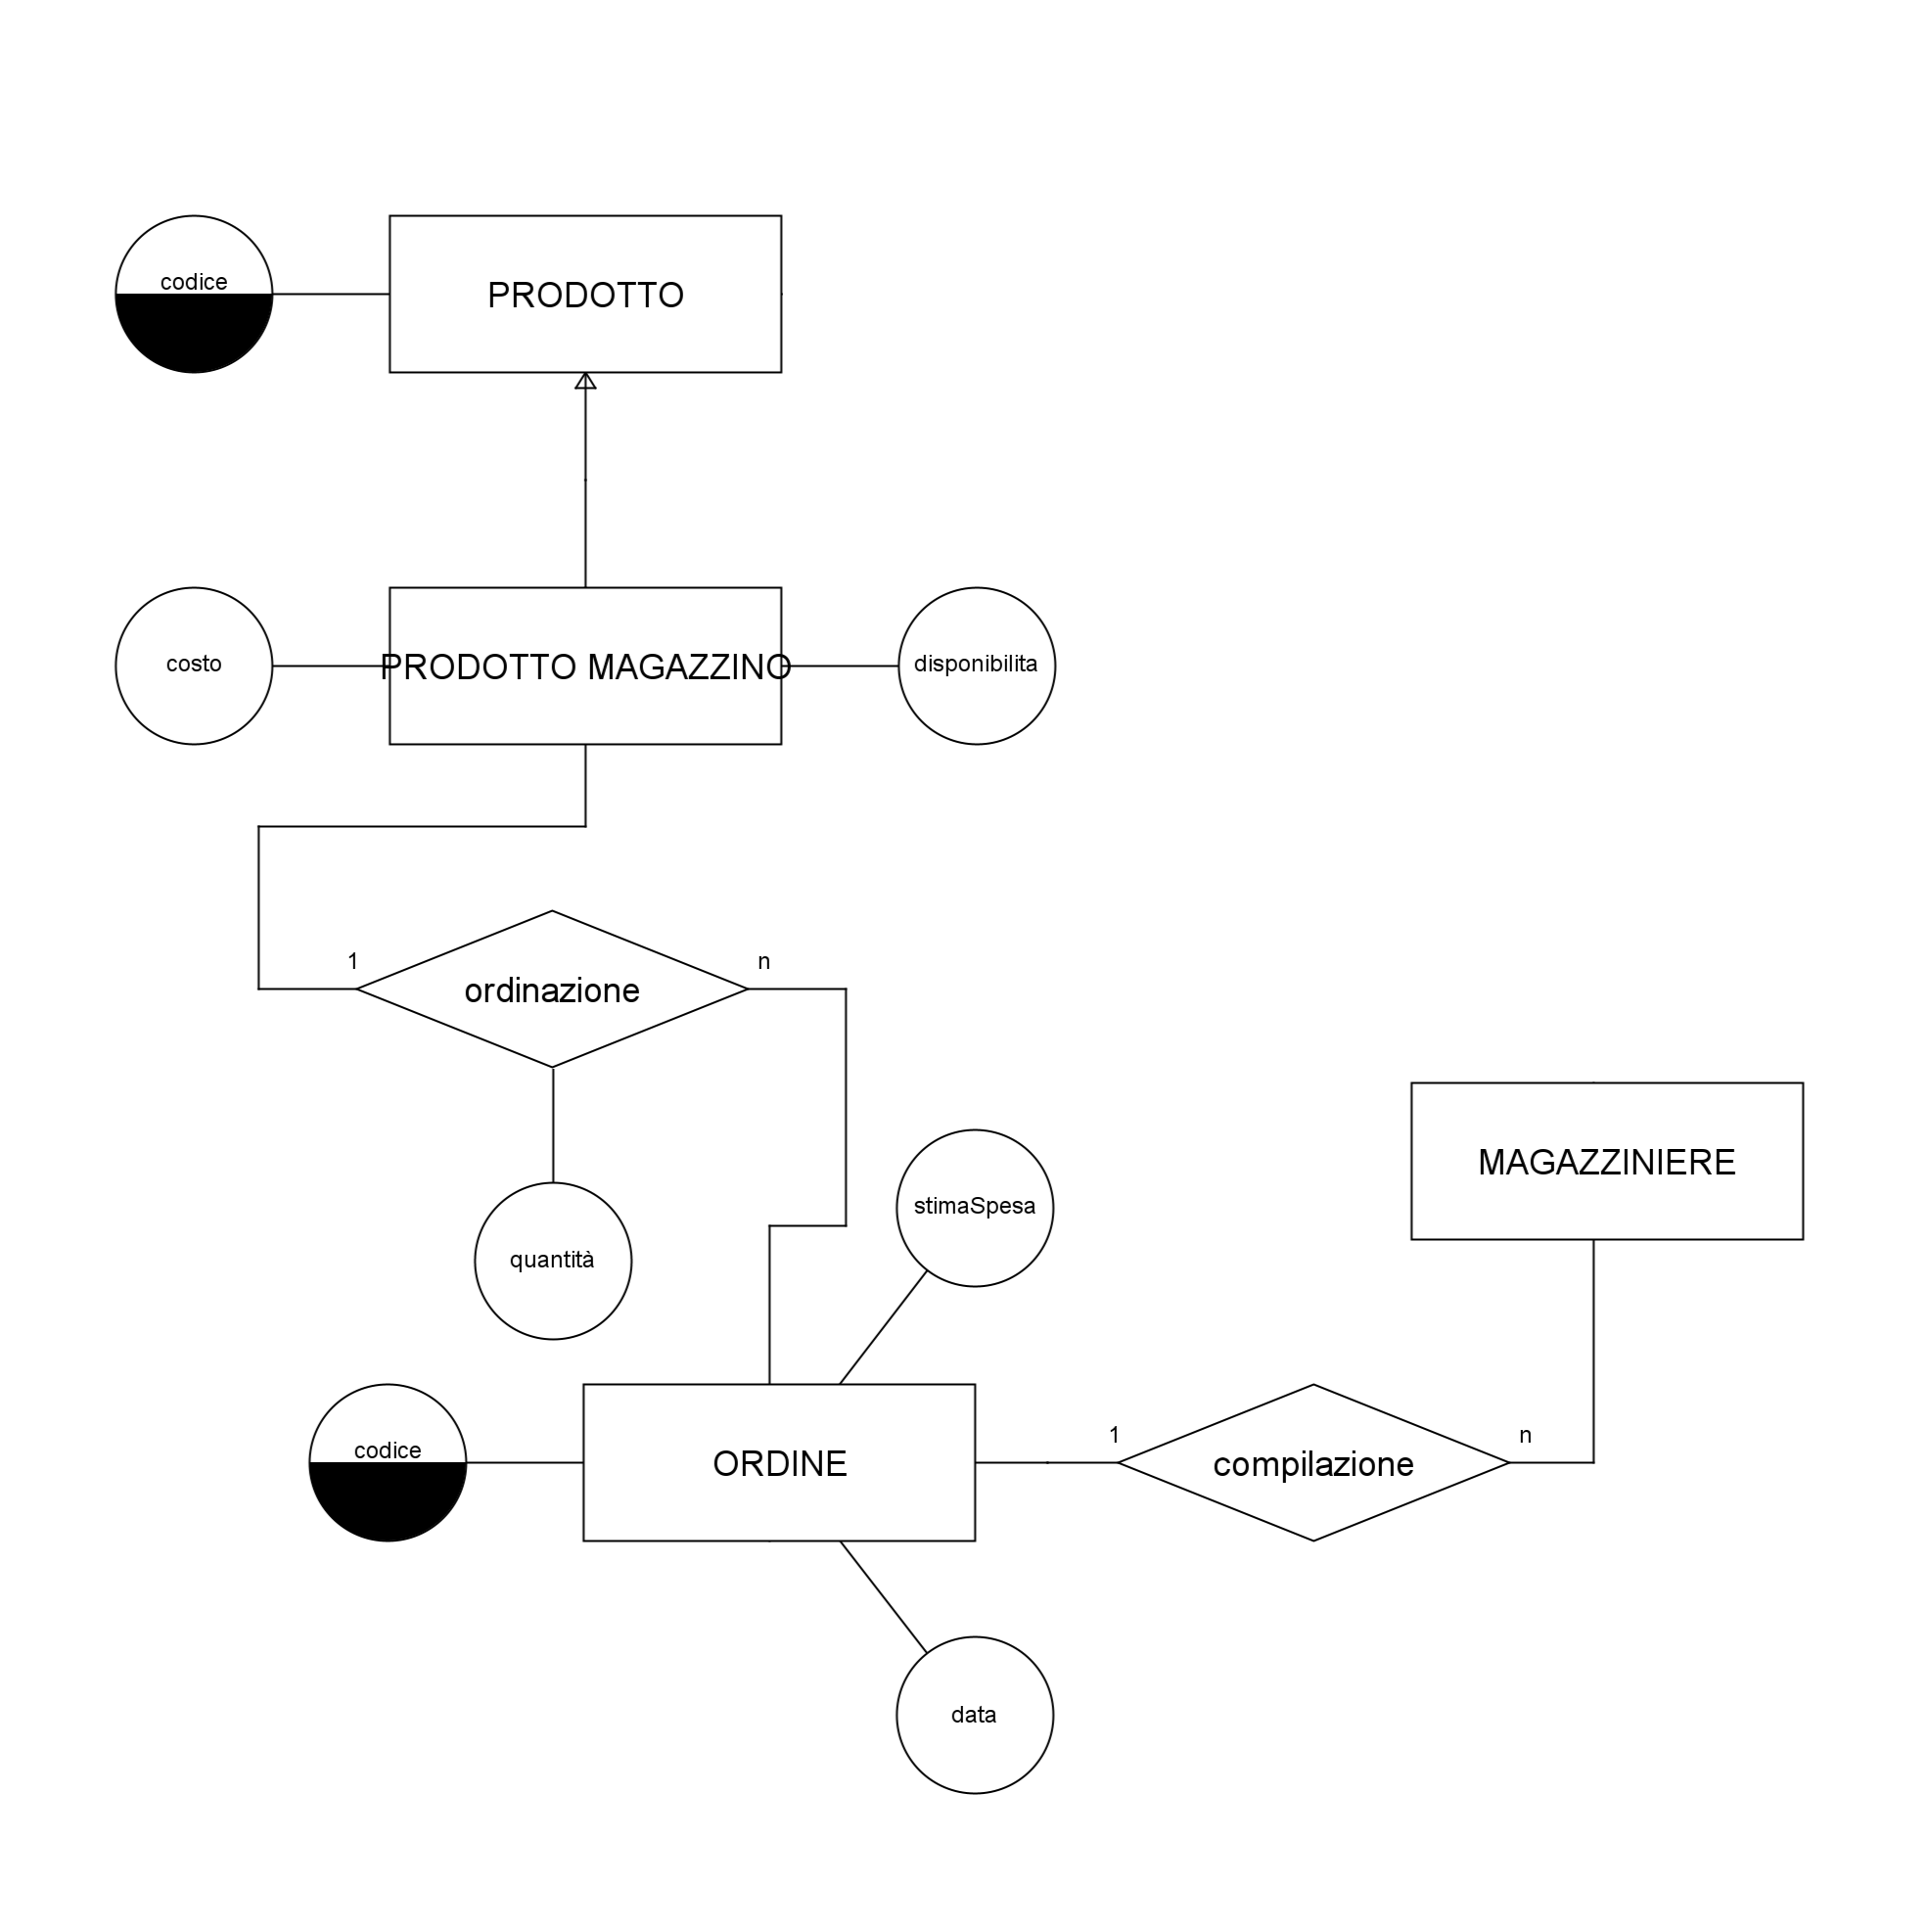 codice
PRODOTTO
costo
PRODOTTO MAGAZZINO
disponibilita
1
n
ordinazione
quantità
stimaSpesa
MAGAZZINIERE
codice
ORDINE
1
n
compilazione
data